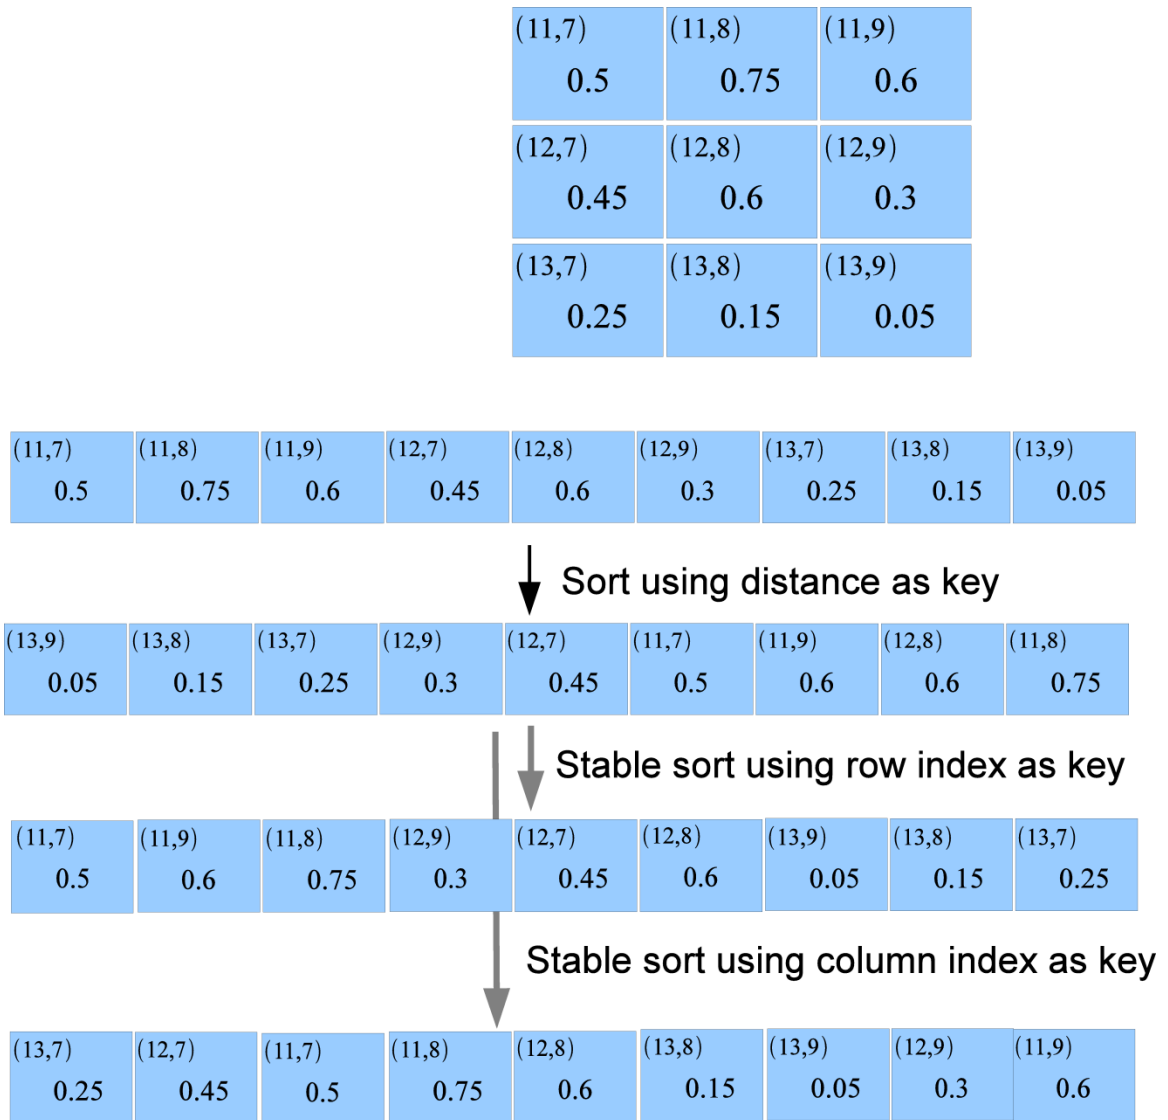 (11,7) (11,8) (11,9)
0.5 0.75 0.6
(12,7) (12,8) (12,9)
0.45 0.6 0.3
(13,7) (13,8) (13,9)
0.25 0.15 0.05
(11,7) (11,8) (11,9) (12,7) (12,8) (12,9) (13,7) (13,8) (13,9)
0.5 0.75 0.6 0.45 0.6 0.3 0.25 0.15 0.05
Sort using distance as key
(13,9) (13,8) (13,7) (12,9) (12,7) (11,7) (11,9) (12,8) (11,8)
0.05 0.15 0.25 0.3 0.45 0.5 0.6 0.6 0.75
Stable sort using row index as key
(11,7) (11,9) (11,8) (12,9) (12,7) (12,8) (13,9) (13,8) (13,7)
0.5 0.6 0.75 0.3 0.45 0.6 0.05 0.15 0.25
Stable sort using column index as key
(13,7) (12,7) (11,7) (11,8) (12,8) (13,8) (13,9) (12,9) (11,9)
0.25 0.45 0.5 0.75 0.6 0.15 0.05 0.3 0.6